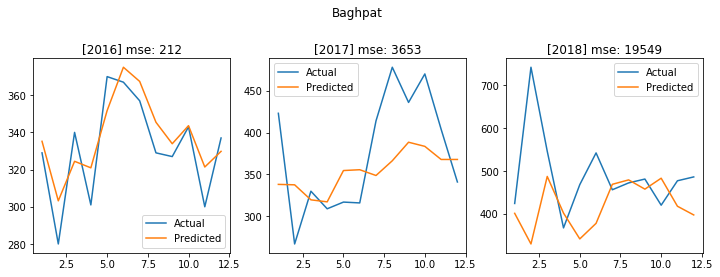 Baghpat
[2016] mse: 212
360
340
320
300
280
2.5 5.0 7.5 10.0 12.5
Actual
Predicted
[2017] mse: 3653
450
400
350
300
2.5 5.0 7.5 10.0 12.5
Actual
Predicted
[2018] mse: 19549
700
600
500
400
2.5 5.0 7.5 10.0 12.5
Actual
Predicted